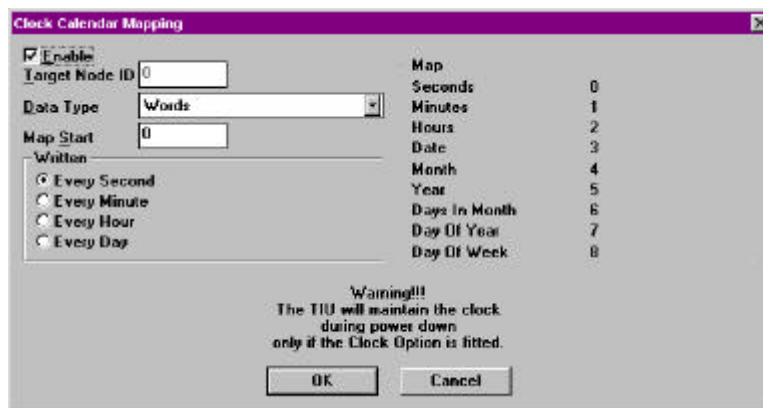 Clock Calendar Mapping
Enable
Target Node ID 0
Data Type Words
Map Start 0
Written
Every Second
Every Minute
Every Hour
Every Day
Map
Seconds 0
Minutes 1
Hours 2
Date 3
Month 4
Year 5
Days In Month 6
Day Of Year 7
Day Of Week 8
Warning!!!
The TIU will maintain the clock
during power down
only if the Clock Option is fitted.
OK Cancel